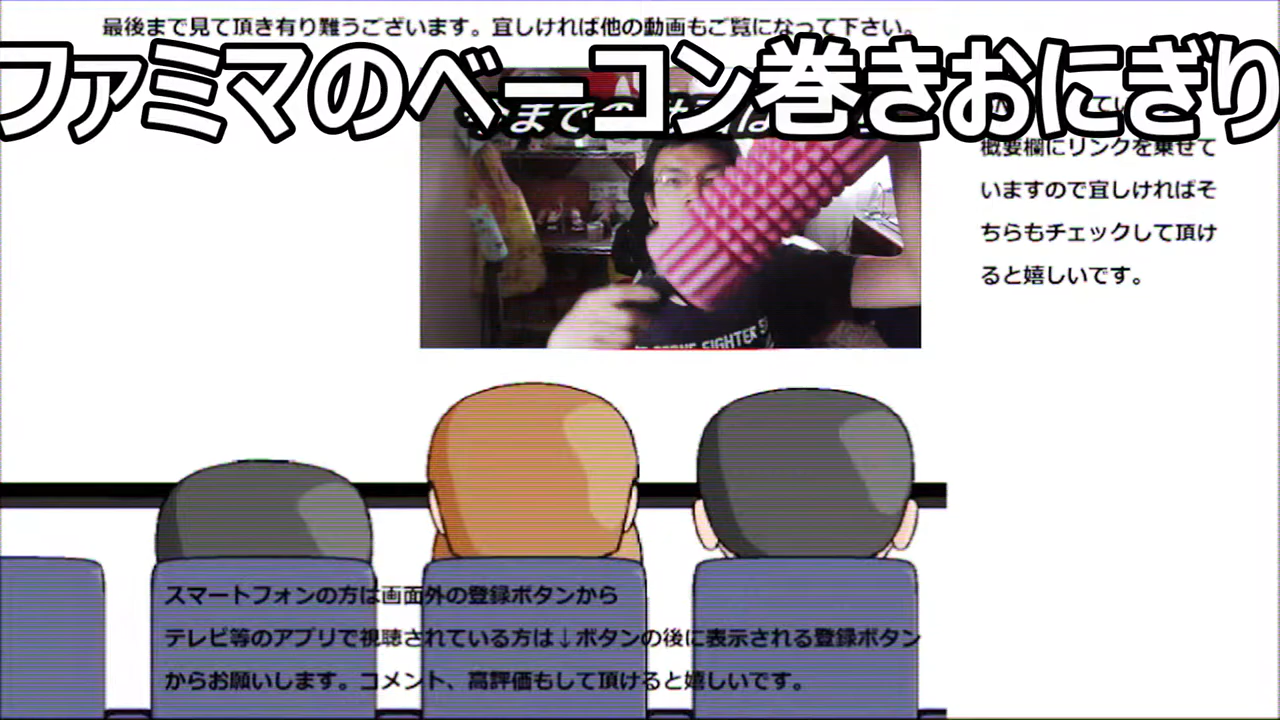 最後まで見て頂き有り難うございます。宜しければ他の動画もご覧になって下さい。
ファミマのベーコン巻きおにぎり
今まで
概要欄にリンクを乗せて
いますので宜しければそ
ちらもチェックして頂け
ると嬉しいです。
FIGHTER
スマートフォンの方は画面外の登録ボタンから
テレビ等のアプリで視聴されている方は↓ボタンの後に表示される登録ボタン
からお願いします。コメント、高評価もして頂けると嬉しいです。